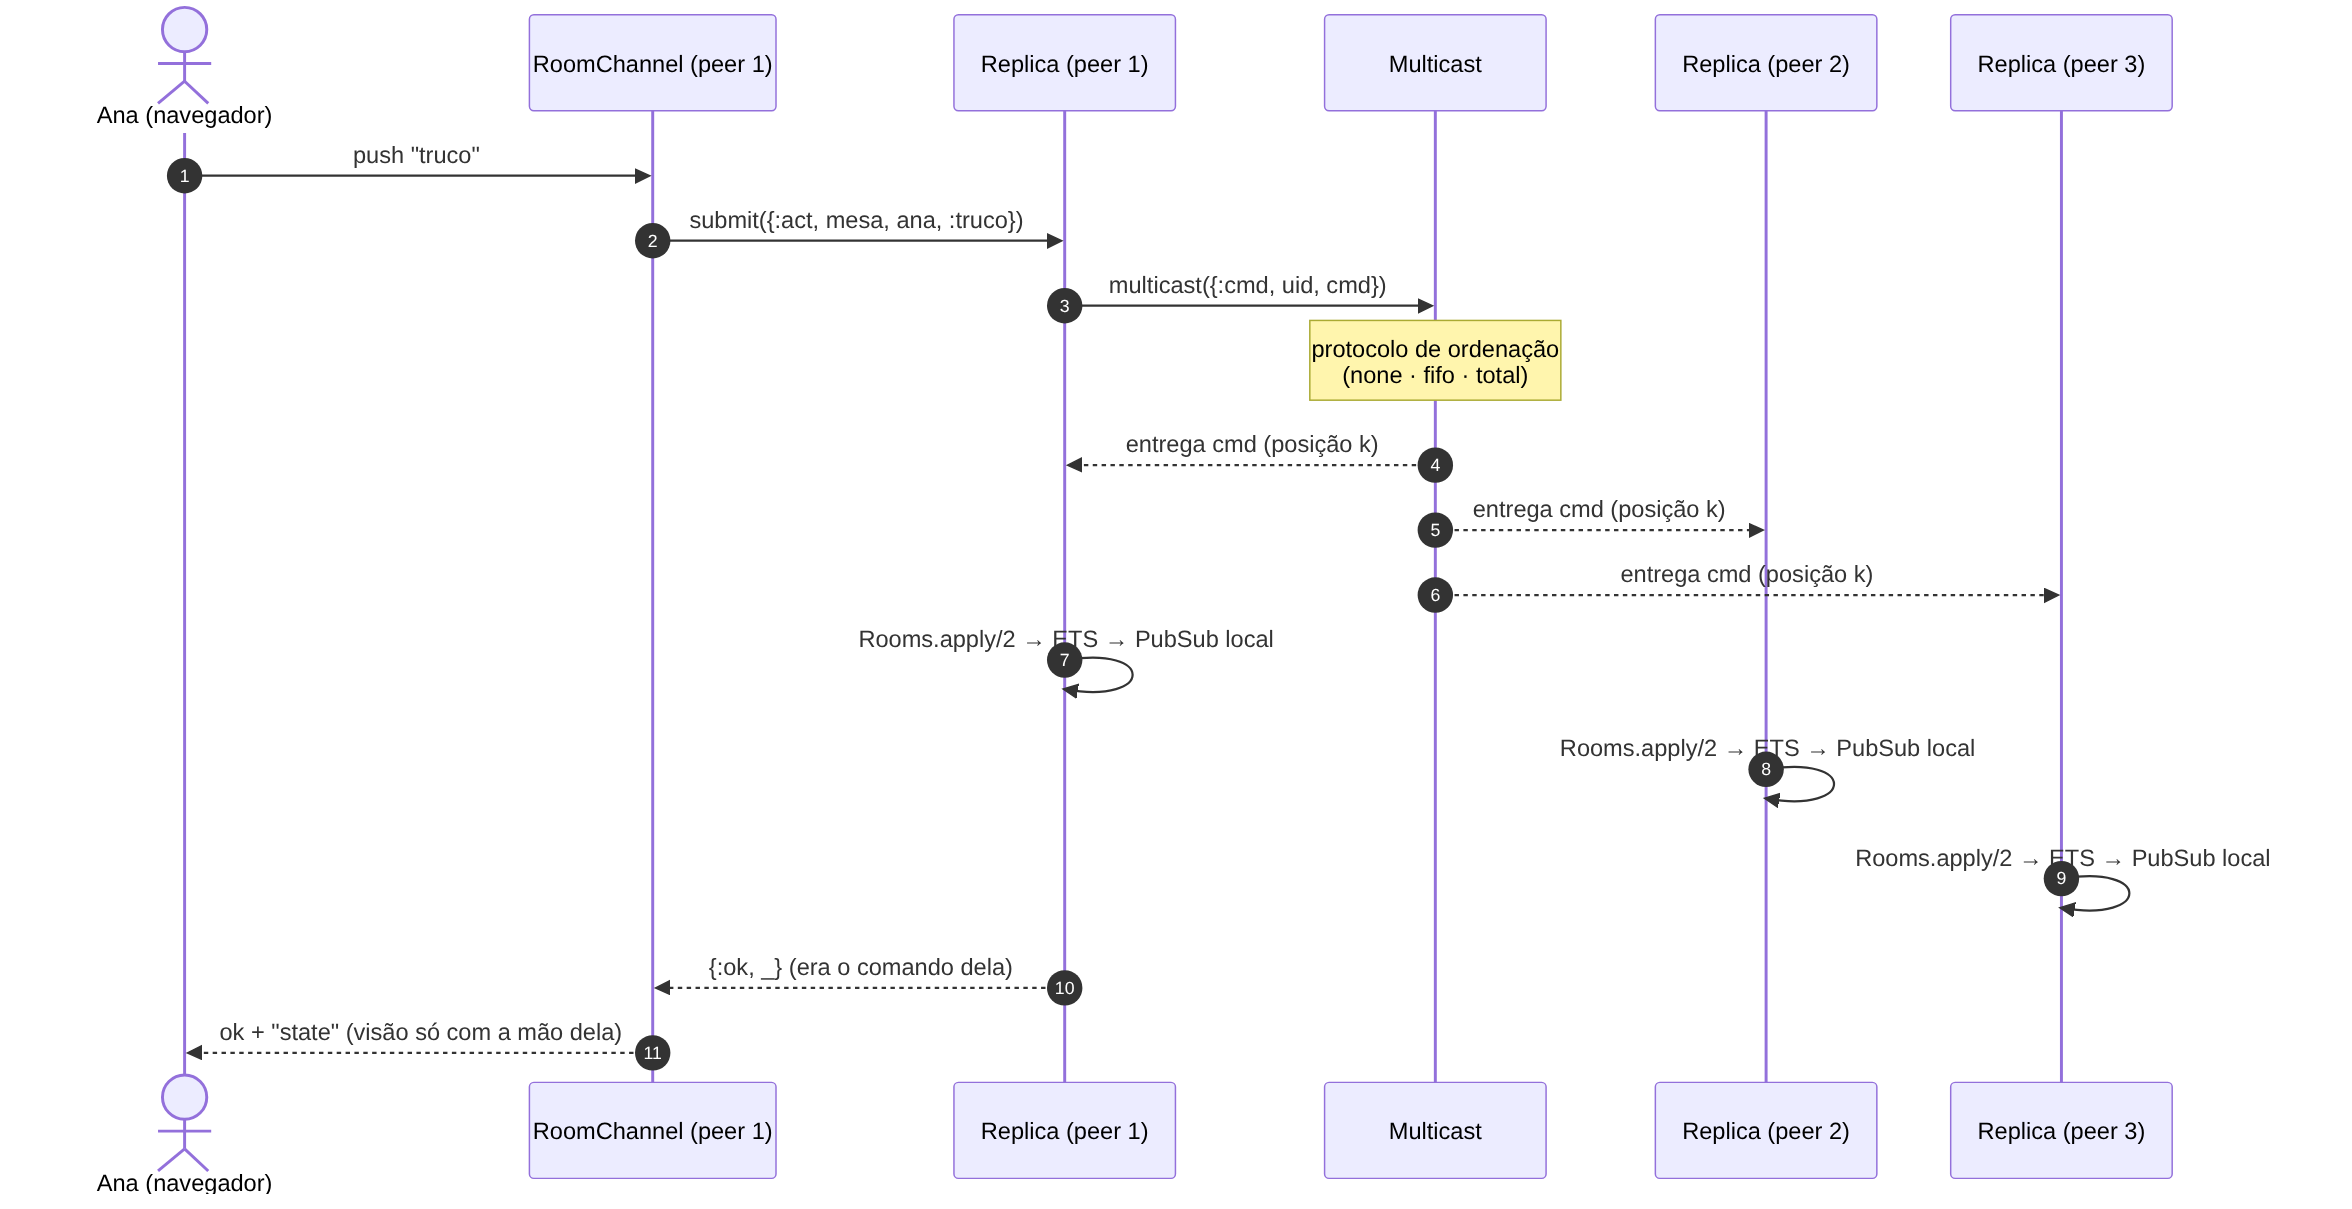 Ana (navegador)
RoomChannel (peer 1)
Replica (peer 1)
Multicast
Replica (peer 2)
Replica (peer 3)
1
push "truco"
2
submit({:act, mesa, ana, :truco})
3
multicast({:cmd, uid, cmd})
protocolo de ordenação
(none · fifo · total)
entrega cmd (posição k)
4
5
entrega cmd (posição k)
6
entrega cmd (posição k)
Rooms.apply/2 → ETS → PubSub local
7
Rooms.apply/2 → ETS → PubSub local
8
Rooms.apply/2 → ETS → PubSub local
9
{:ok, _} (era o comando dela)
10
ok + "state" (visão só com a mão dela)
11
Ana (navegador)
RoomChannel (peer 1)
Replica (peer 1)
Multicast
Replica (peer 2)
Replica (peer 3)